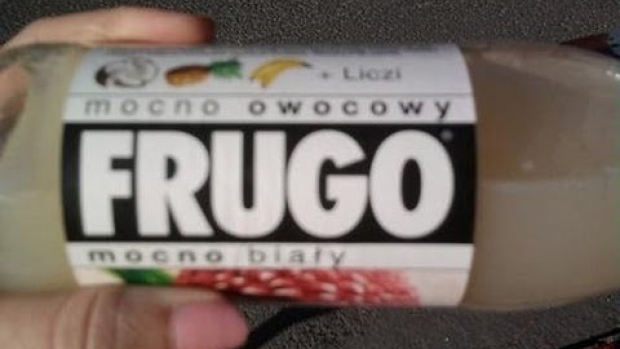 + Liczi
mocno owocowy
FRUGO®
mocno biały